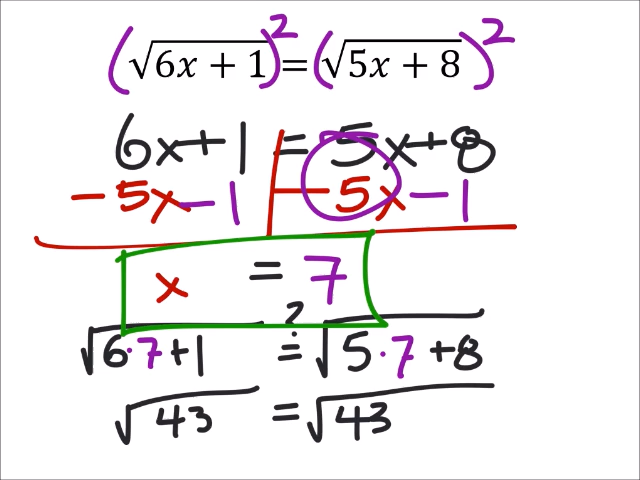 (√6x + 1)² = (√5x + 8)²
6x+1 = 5x+8
-5x-1 -5x-1
x = 7
√6·7+1 ≟ √5·7+8
√43 = √43